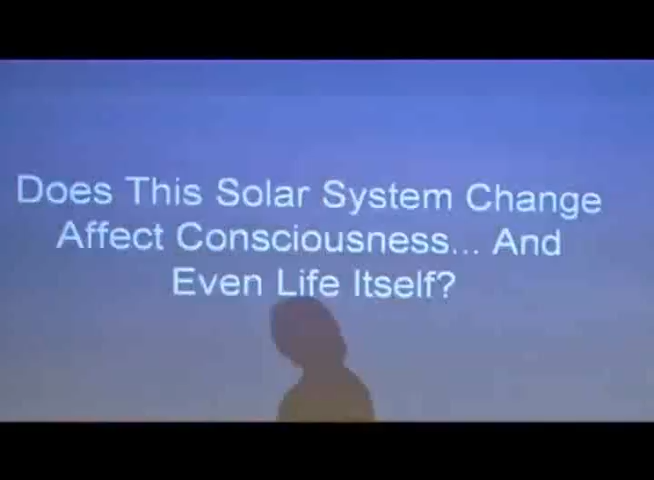 Does This Solar System Change
Affect Consciousness... And
Even Life Itself?